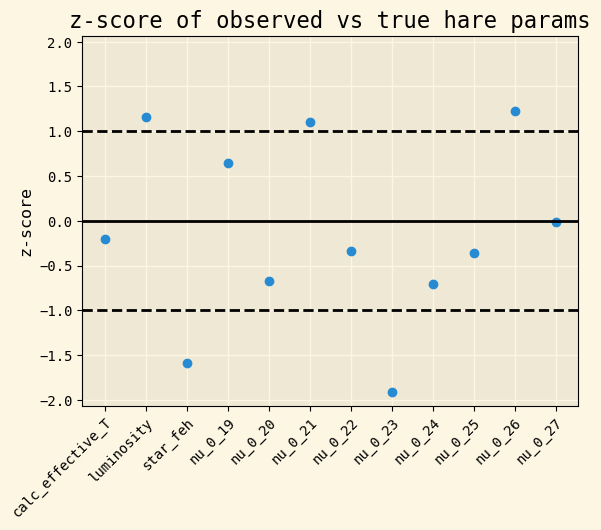 z-score of observed vs true hare params
z-score
2.0
1.5
1.0
0.5
0.0
−0.5
−1.0
−1.5
−2.0
calc_effective_T
luminosity
star_feh
nu_0_19
nu_0_20
nu_0_21
nu_0_22
nu_0_23
nu_0_24
nu_0_25
nu_0_26
nu_0_27